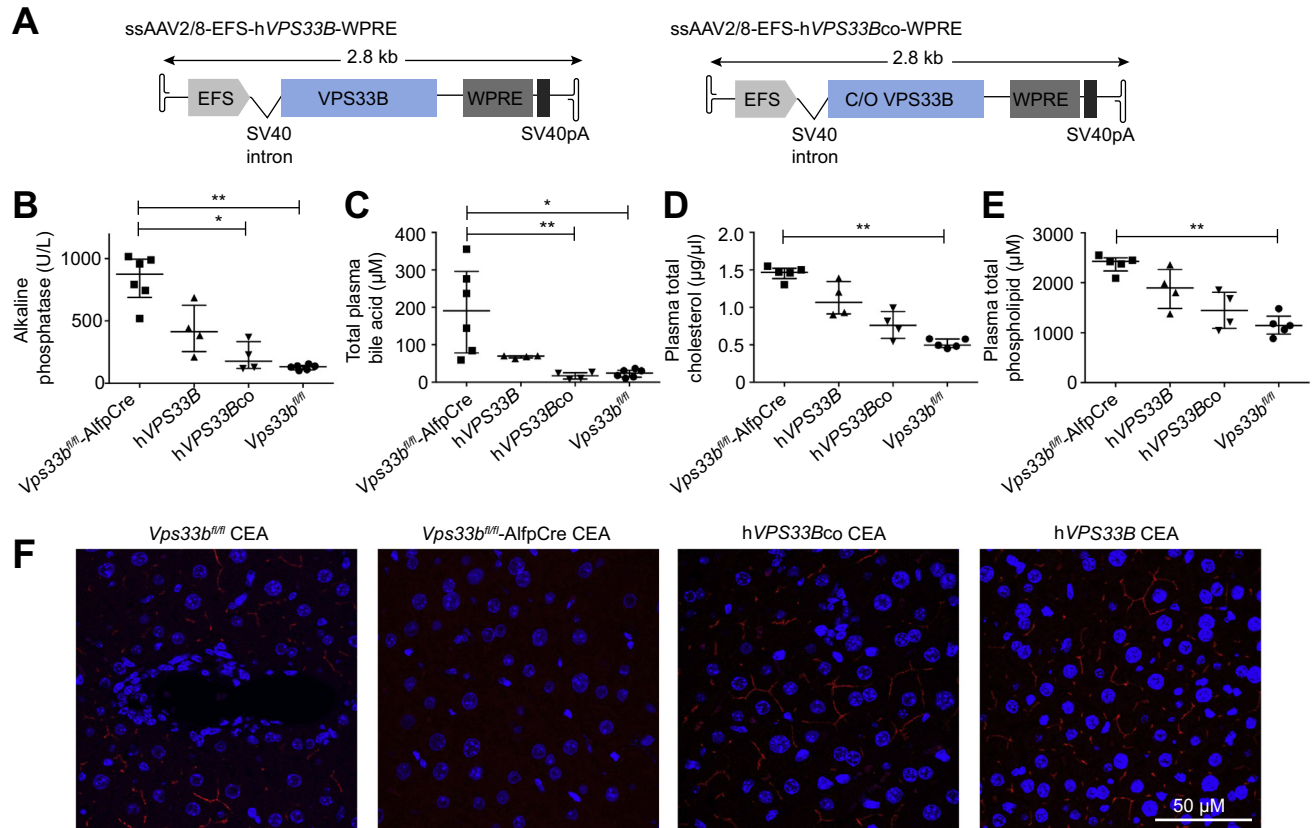 A
ssAAV2/8-EFS-hVPS33B-WPRE
2.8 kb
EFS
VPS33B
WPRE
SV40
intron
SV40pA
ssAAV2/8-EFS-hVPS33Bco-WPRE
2.8 kb
EFS
C/O VPS33B
WPRE
SV40
intron
SV40pA
B
Alkaline
phosphatase (U/L)
1000
500
0
**
*
Vps33bfl/fl-AlfpCre
hVPS33B
hVPS33Bco
Vps33bfl/fl
C
Total plasma
bile acid (µM)
400
300
200
100
0
*
**
Vps33bfl/fl-AlfpCre
hVPS33B
hVPS33Bco
Vps33bfl/fl
D
Plasma total
cholesterol (µg/µl)
2.0
1.5
1.0
0.5
0.0
**
Vps33bfl/fl-AlfpCre
hVPS33B
hVPS33Bco
Vps33bfl/fl
E
Plasma total
phospholipid (µM)
3000
2000
1000
0
**
Vps33bfl/fl-AlfpCre
hVPS33B
hVPS33Bco
Vps33bfl/fl
F
Vps33bfl/fl CEA
Vps33bfl/fl-AlfpCre CEA
hVPS33Bco CEA
hVPS33B CEA
50 µM